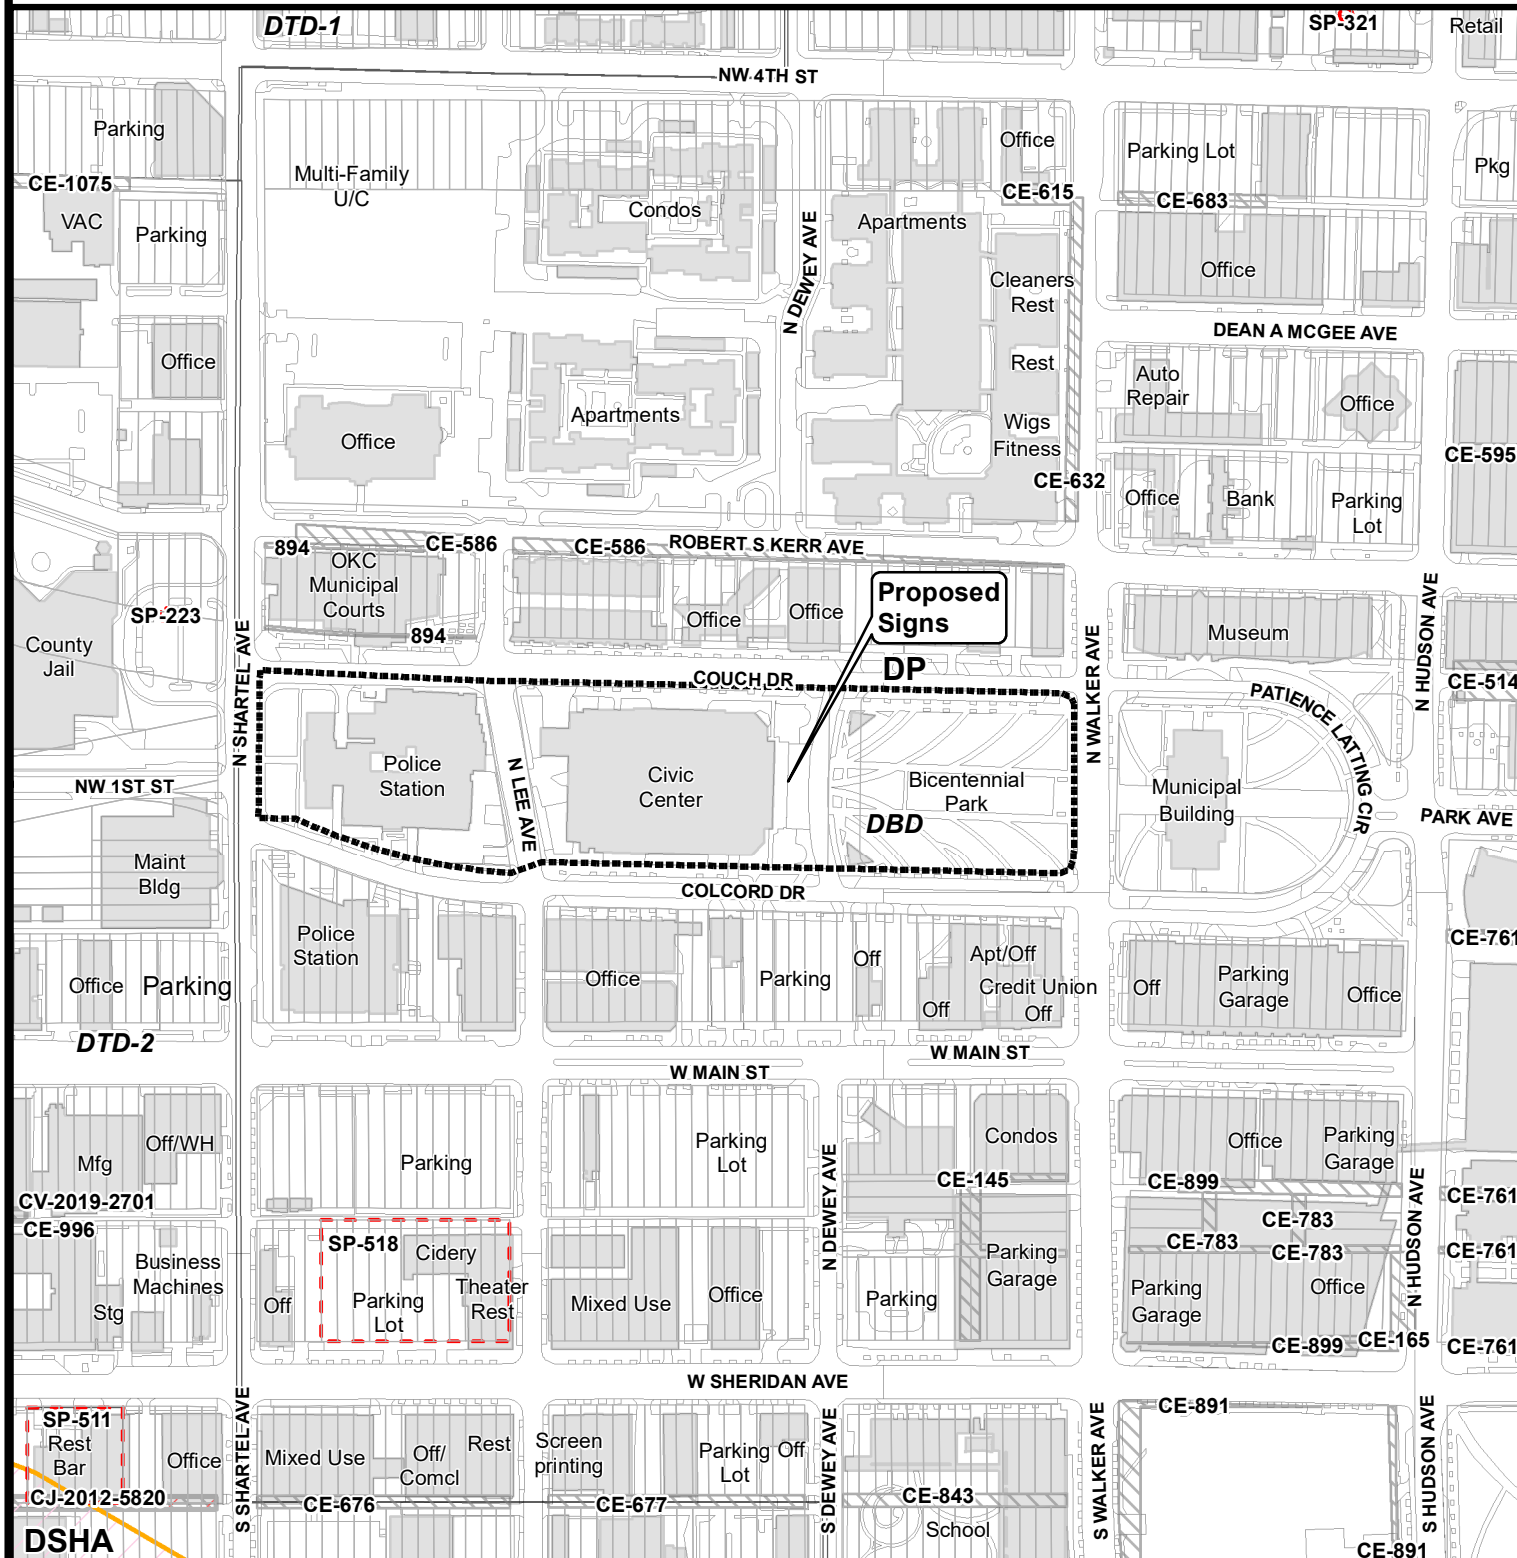 DTD-1
SP-321
Retail
NW 4TH ST
Parking
Office
Parking Lot
Pkg
CE-1075
Multi-Family
U/C
CE-615
CE-683
VAC
Parking
Condos
Apartments
N DEWEY AVE
Office
Cleaners
Rest
DEAN A MCGEE AVE
Office
Rest
Auto
Repair
Office
Apartments
Office
Wigs
Fitness
CE-595
CE-632
Office
Bank
Parking
Lot
894
CE-586
CE-586
ROBERT S KERR AVE
OKC
Municipal
Courts
894
Office
Office
Proposed
Signs
SP-223
County
Jail
N SHARTEL AVE
Museum
N HUDSON AVE
N WALKER AVE
DP
COUCH DR
CE-514
PATIENCE LATTING CIR
Police
Station
N LEE AVE
Civic
Center
Bicentennial
Park
DBD
Municipal
Building
NW 1ST ST
PARK AVE
Maint
Bldg
COLCORD DR
Police
Station
CE-761
Office
Parking
Office
Parking
Off
Apt/Off
Credit Union
Off
Off
Off
Parking
Garage
Office
DTD-2
W MAIN ST
W MAIN ST
Off/WH
Mfg
Parking
Parking
Lot
Condos
Office
Parking
Garage
CV-2019-2701
CE-996
CE-145
CE-899
CE-761
N DEWEY AVE
N HUDSON AVE
SP-518
Cidery
CE-783
CE-783
CE-783
CE-761
Business
Machines
Stg
Off
Parking
Lot
Theater
Rest
Mixed Use
Office
Parking
Parking
Garage
Parking
Garage
Office
CE-899
CE-165
CE-761
W SHERIDAN AVE
SP-511
Rest
Bar
Office
S SHARTEL AVE
Mixed Use
Off/
Comcl
Rest
Screen
printing
Parking
Lot
Off
S DEWEY AVE
S WALKER AVE
CE-891
S HUDSON AVE
CJ-2012-5820
CE-676
CE-677
CE-843
School
DSHA
CE-891